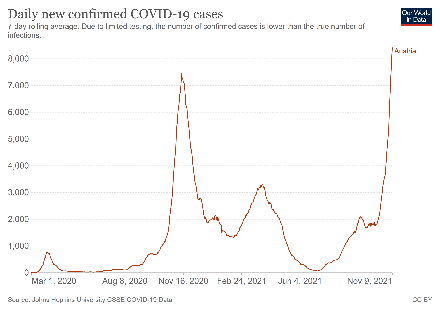 Daily new confirmed COVID-19 cases
Our World
in Data
7-day rolling average. Due to limited testing, the number of confirmed cases is lower than the true number of
infections.
Austria
8,000
7,000
6,000
5,000
4,000
3,000
2,000
1,000
0
Mar 1, 2020 Aug 8, 2020 Nov 16, 2020 Feb 24, 2021 Jun 4, 2021 Nov 9, 2021
Source: Johns Hopkins University CSSE COVID-19 Data CC BY